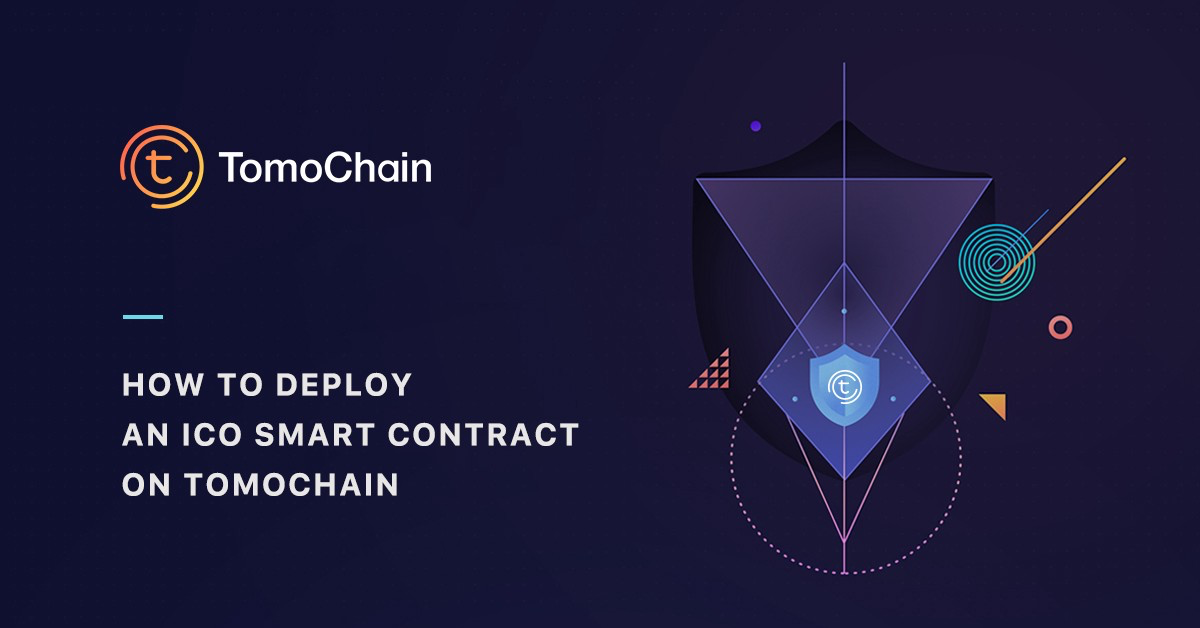 TomoChain
HOW TO DEPLOY
AN ICO SMART CONTRACT
ON TOMOCHAIN